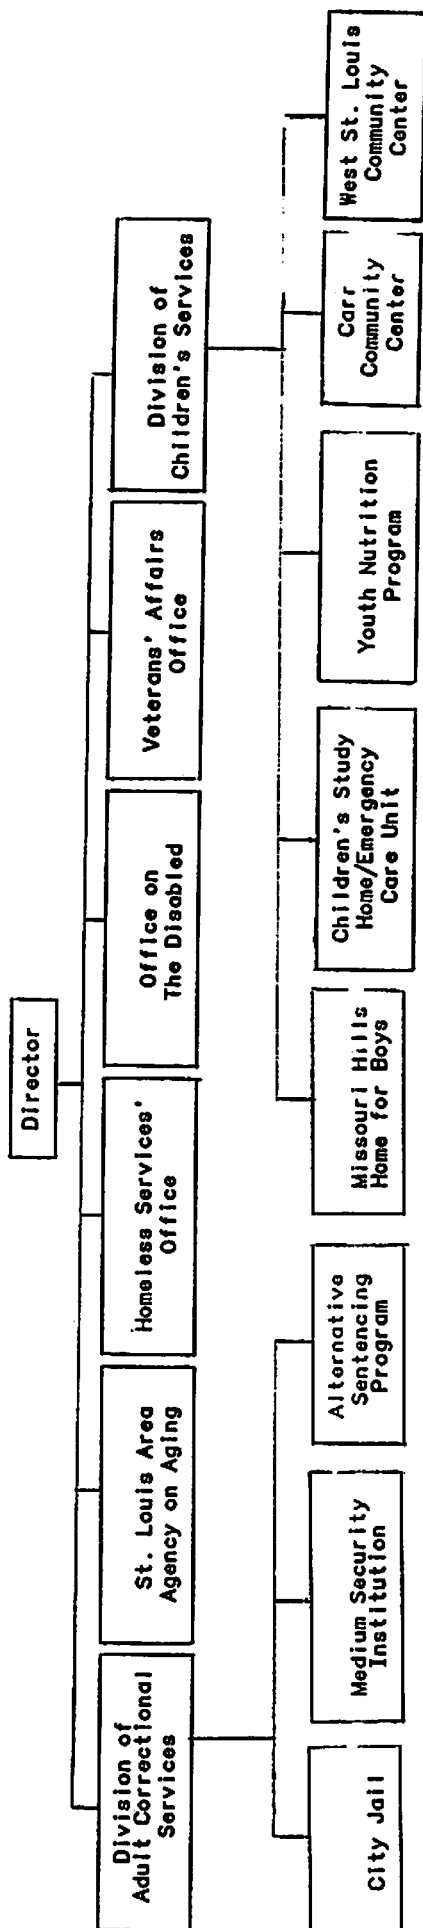 Director
Division of
Adult Correctional
Services
St. Louis Area
Agency on Aging
Homeless Services'
Office
Office on
The Disabled
Veterans' Affairs
Office
Division of
Children's Services
City Jail
Medium Security
Institution
Alternative
Sentencing
Program
Missouri Hills
Home for Boys
Children's Study
Home/Emergency
Care Unit
Youth Nutrition
Program
Carr
Community
Center
West St. Louis
Community
Center